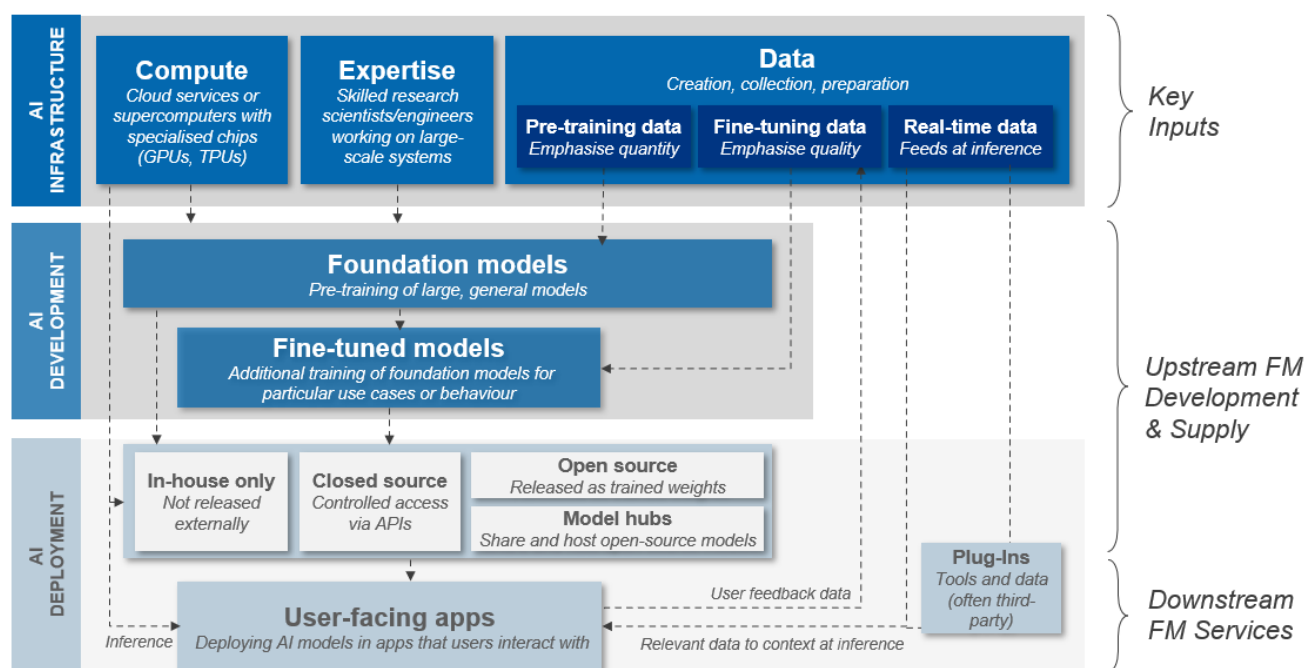 AI
INFRASTRUCTURE
Compute
Cloud services or
supercomputers with
specialised chips
(GPUs, TPUs)
Expertise
Skilled research
scientists/engineers
working on large-
scale systems
Data
Creation, collection, preparation
Pre-training data
Emphasise quantity
Fine-tuning data
Emphasise quality
Real-time data
Feeds at inference
Key
Inputs
AI
DEVELOPMENT
Foundation models
Pre-training of large, general models
Fine-tuned models
Additional training of foundation models for
particular use cases or behaviour
Upstream FM
Development
& Supply
AI
DEPLOYMENT
In-house only
Not released
externally
Closed source
Controlled access
via APIs
Open source
Released as trained weights
Model hubs
Share and host open-source models
Plug-Ins
Tools and data
(often third-
party)
User-facing apps
Deploying AI models in apps that users interact with
Inference
User feedback data
Relevant data to context at inference
Downstream
FM Services